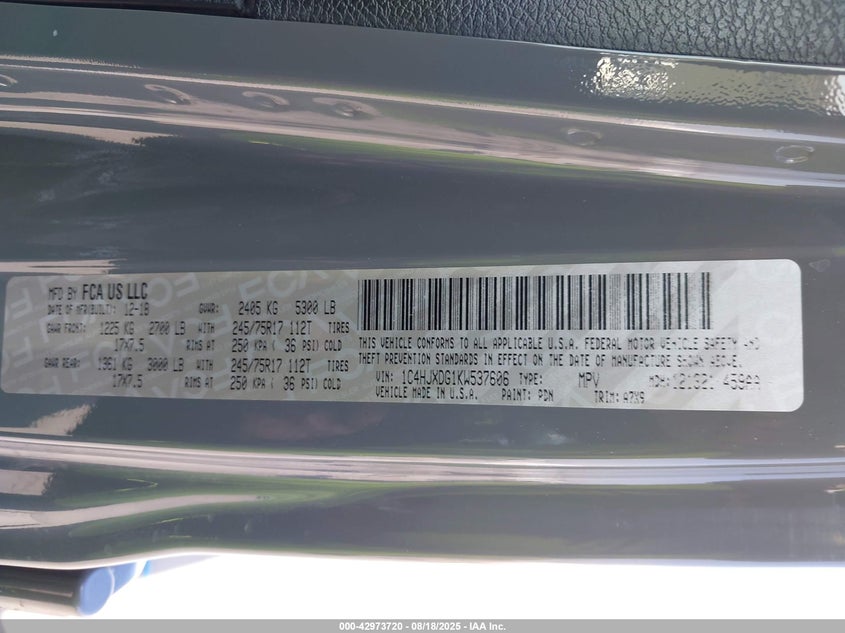 MFD BY FCA US LLC
DATE OF MFR(BUILT): 12-18 GVWR: 2405 KG 5300 LB
GAWR FRONT: 1225 KG 2700 LB WITH 245/75R17 112T TIRES
17X7.5 RIMS AT 250 KPA ( 36 PSI) COLD
GAWR REAR: 1361 KG 3000 LB WITH 245/75R17 112T TIRES
17X7.5 RIMS AT 250 KPA ( 36 PSI) COLD
THIS VEHICLE CONFORMS TO ALL APPLICABLE U.S.A. FEDERAL MOTOR VEHICLE SAFETY AND
THEFT PREVENTION STANDARDS IN EFFECT ON THE DATE OF MANUFACTURE SHOWN ABOVE.
VIN: 1C4HJXDG1KW537606 TYPE: MPV MDH:
VEHICLE MADE IN U.S.A. PAINT: PDN TRIM: A7X9
000-42973720 — 08/18/2025 — IAA Inc.